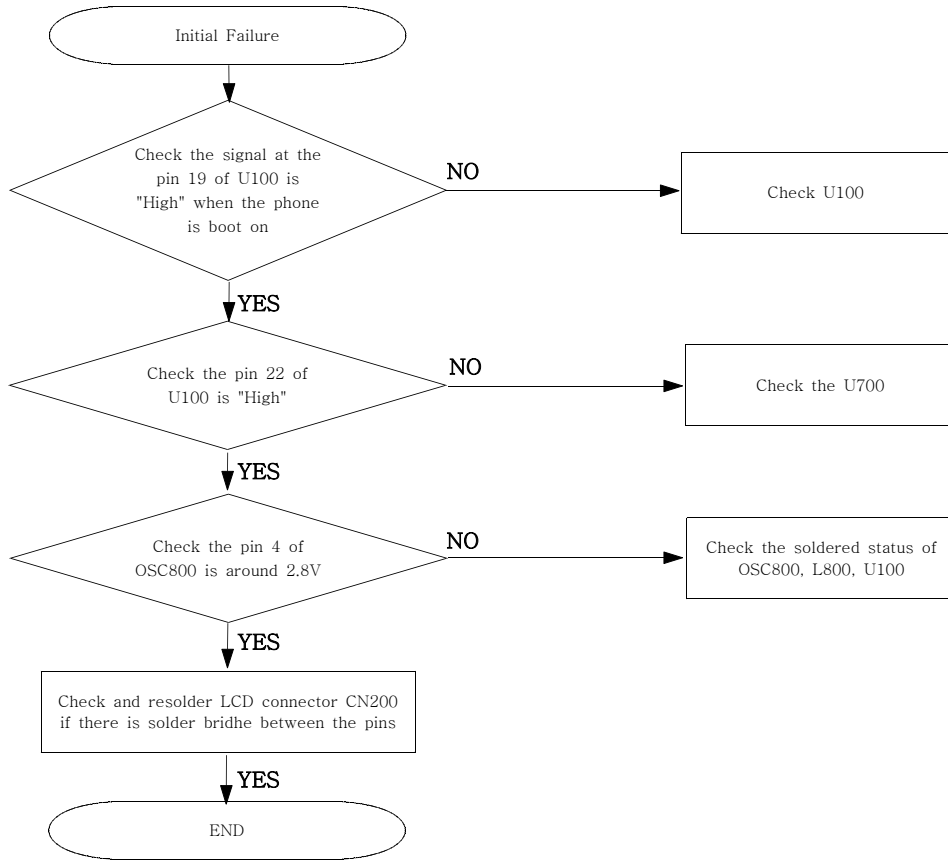 Initial Failure
Check the signal at the
pin 19 of U100 is
"High" when the phone
is boot on
NO
Check U100
YES
Check the pin 22 of
U100 is "High"
NO
Check the U700
YES
Check the pin 4 of
OSC800 is around 2.8V
NO
Check the soldered status of
OSC800, L800, U100
YES
Check and resolder LCD connector CN200
if there is solder bridhe between the pins
YES
END